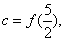 c = f(5/2),